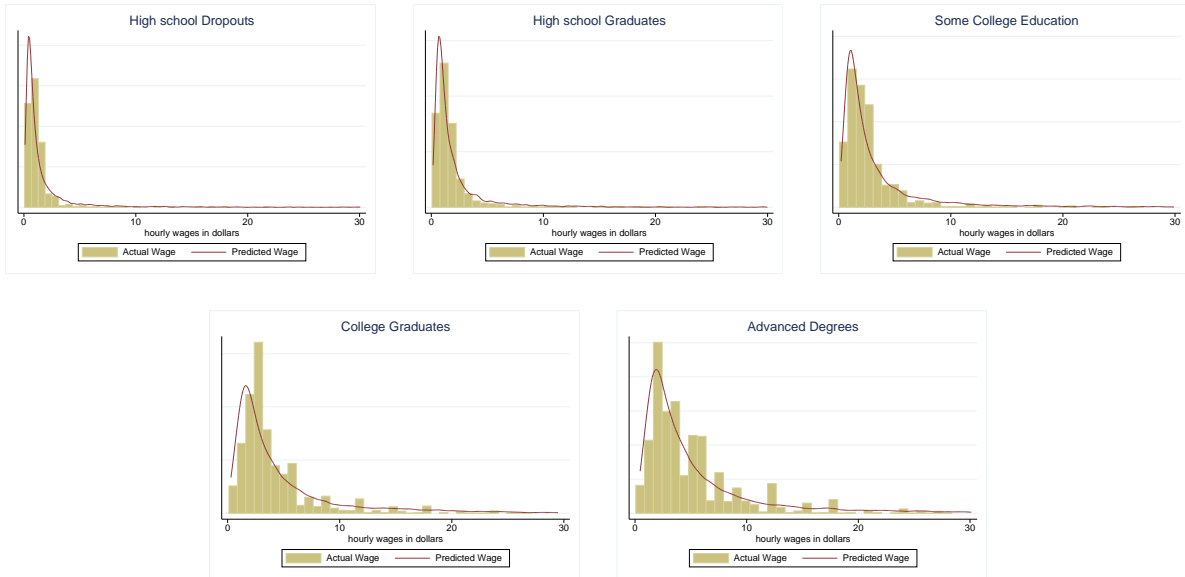 High school Dropouts
0 10 20 30
hourly wages in dollars
Actual Wage Predicted Wage
High school Graduates
0 10 20 30
hourly wages in dollars
Actual Wage Predicted Wage
Some College Education
0 10 20 30
hourly wages in dollars
Actual Wage Predicted Wage
College Graduates
0 10 20 30
hourly wages in dollars
Actual Wage Predicted Wage
Advanced Degrees
0 10 20 30
hourly wages in dollars
Actual Wage Predicted Wage